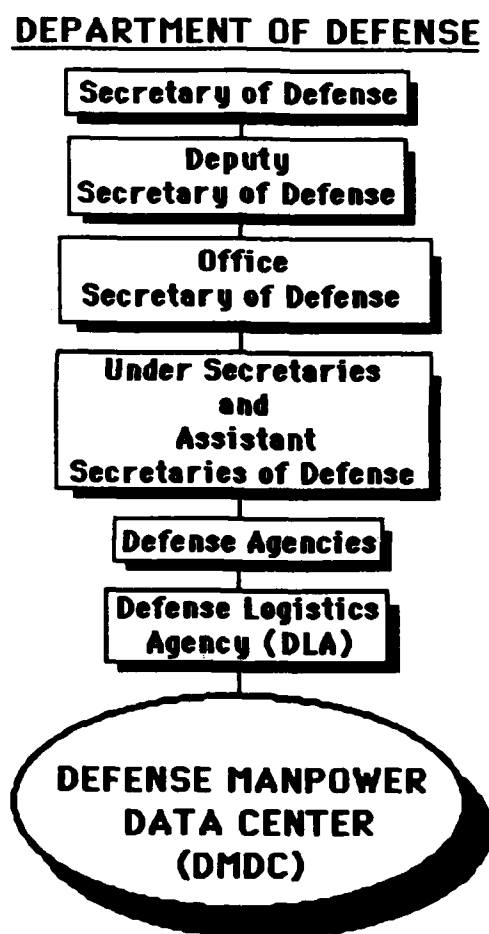 DEPARTMENT OF DEFENSE
Secretary of Defense
Deputy
Secretary of Defense
Office
Secretary of Defense
Under Secretaries
and
Assistant
Secretaries of Defense
Defense Agencies
Defense Logistics
Agency (DLA)
DEFENSE MANPOWER
DATA CENTER
(DMDC)